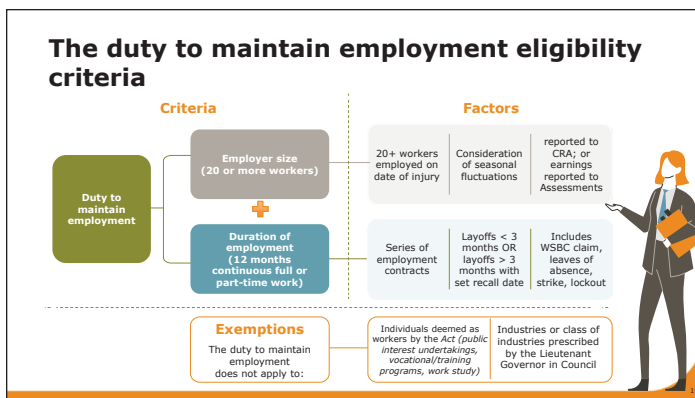 The duty to maintain employment eligibility
criteria
Criteria
Factors
Duty to
maintain
employment
Employer size
(20 or more workers)
20+ workers
employed on
date of injury
Consideration
of seasonal
fluctuations
reported to
CRA; or
earnings
reported to
Assessments
Duration of
employment
(12 months
continuous full or
part-time work)
Series of
employment
contracts
Layoffs < 3
months OR
layoffs > 3
months with
set recall date
Includes
WSBC claim,
leaves of
absence,
strike, lockout
Exemptions
The duty to maintain
employment
does not apply to:
Individuals deemed as
workers by the Act (public
interest undertakings,
vocational/training
programs, work study)
Industries or class of
industries prescribed
by the Lieutenant
Governor in Council